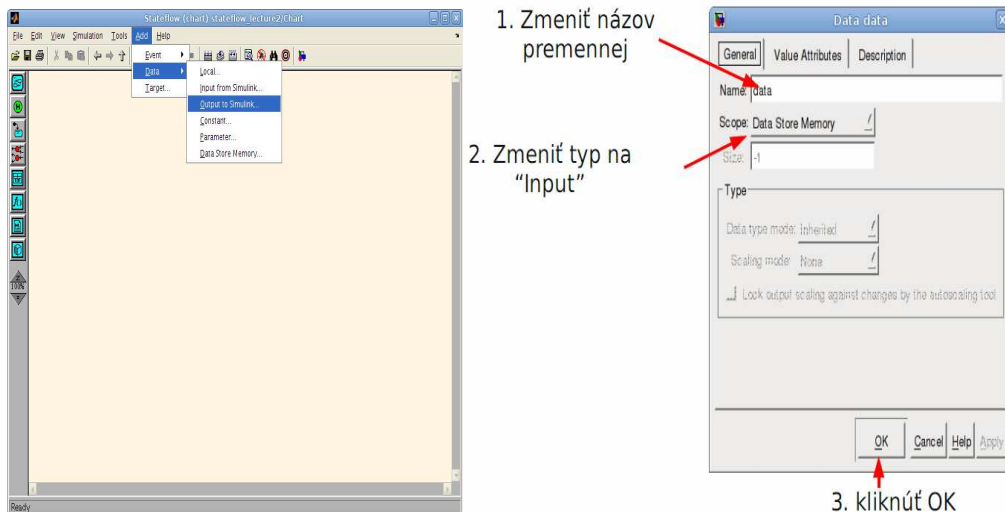 Stateflow (chart) stateflow_lecture2/Chart
File Edit View Simulation Tools Add Help
Event
Data
Target...
Local...
Input from Simulink...
Output to Simulink...
Constant...
Parameter...
Data Store Memory...
100%
Ready
1. Zmeniť názov
premennej
2. Zmeniť typ na
“Input”
Data data
General Value Attributes Description
Name: data
Scope: Data Store Memory
Size: -1
Type
Data type mode: Inherited
Scaling mode: None
Lock output scaling against changes by the autoscaling tool
OK Cancel Help Apply
3. kliknúť OK